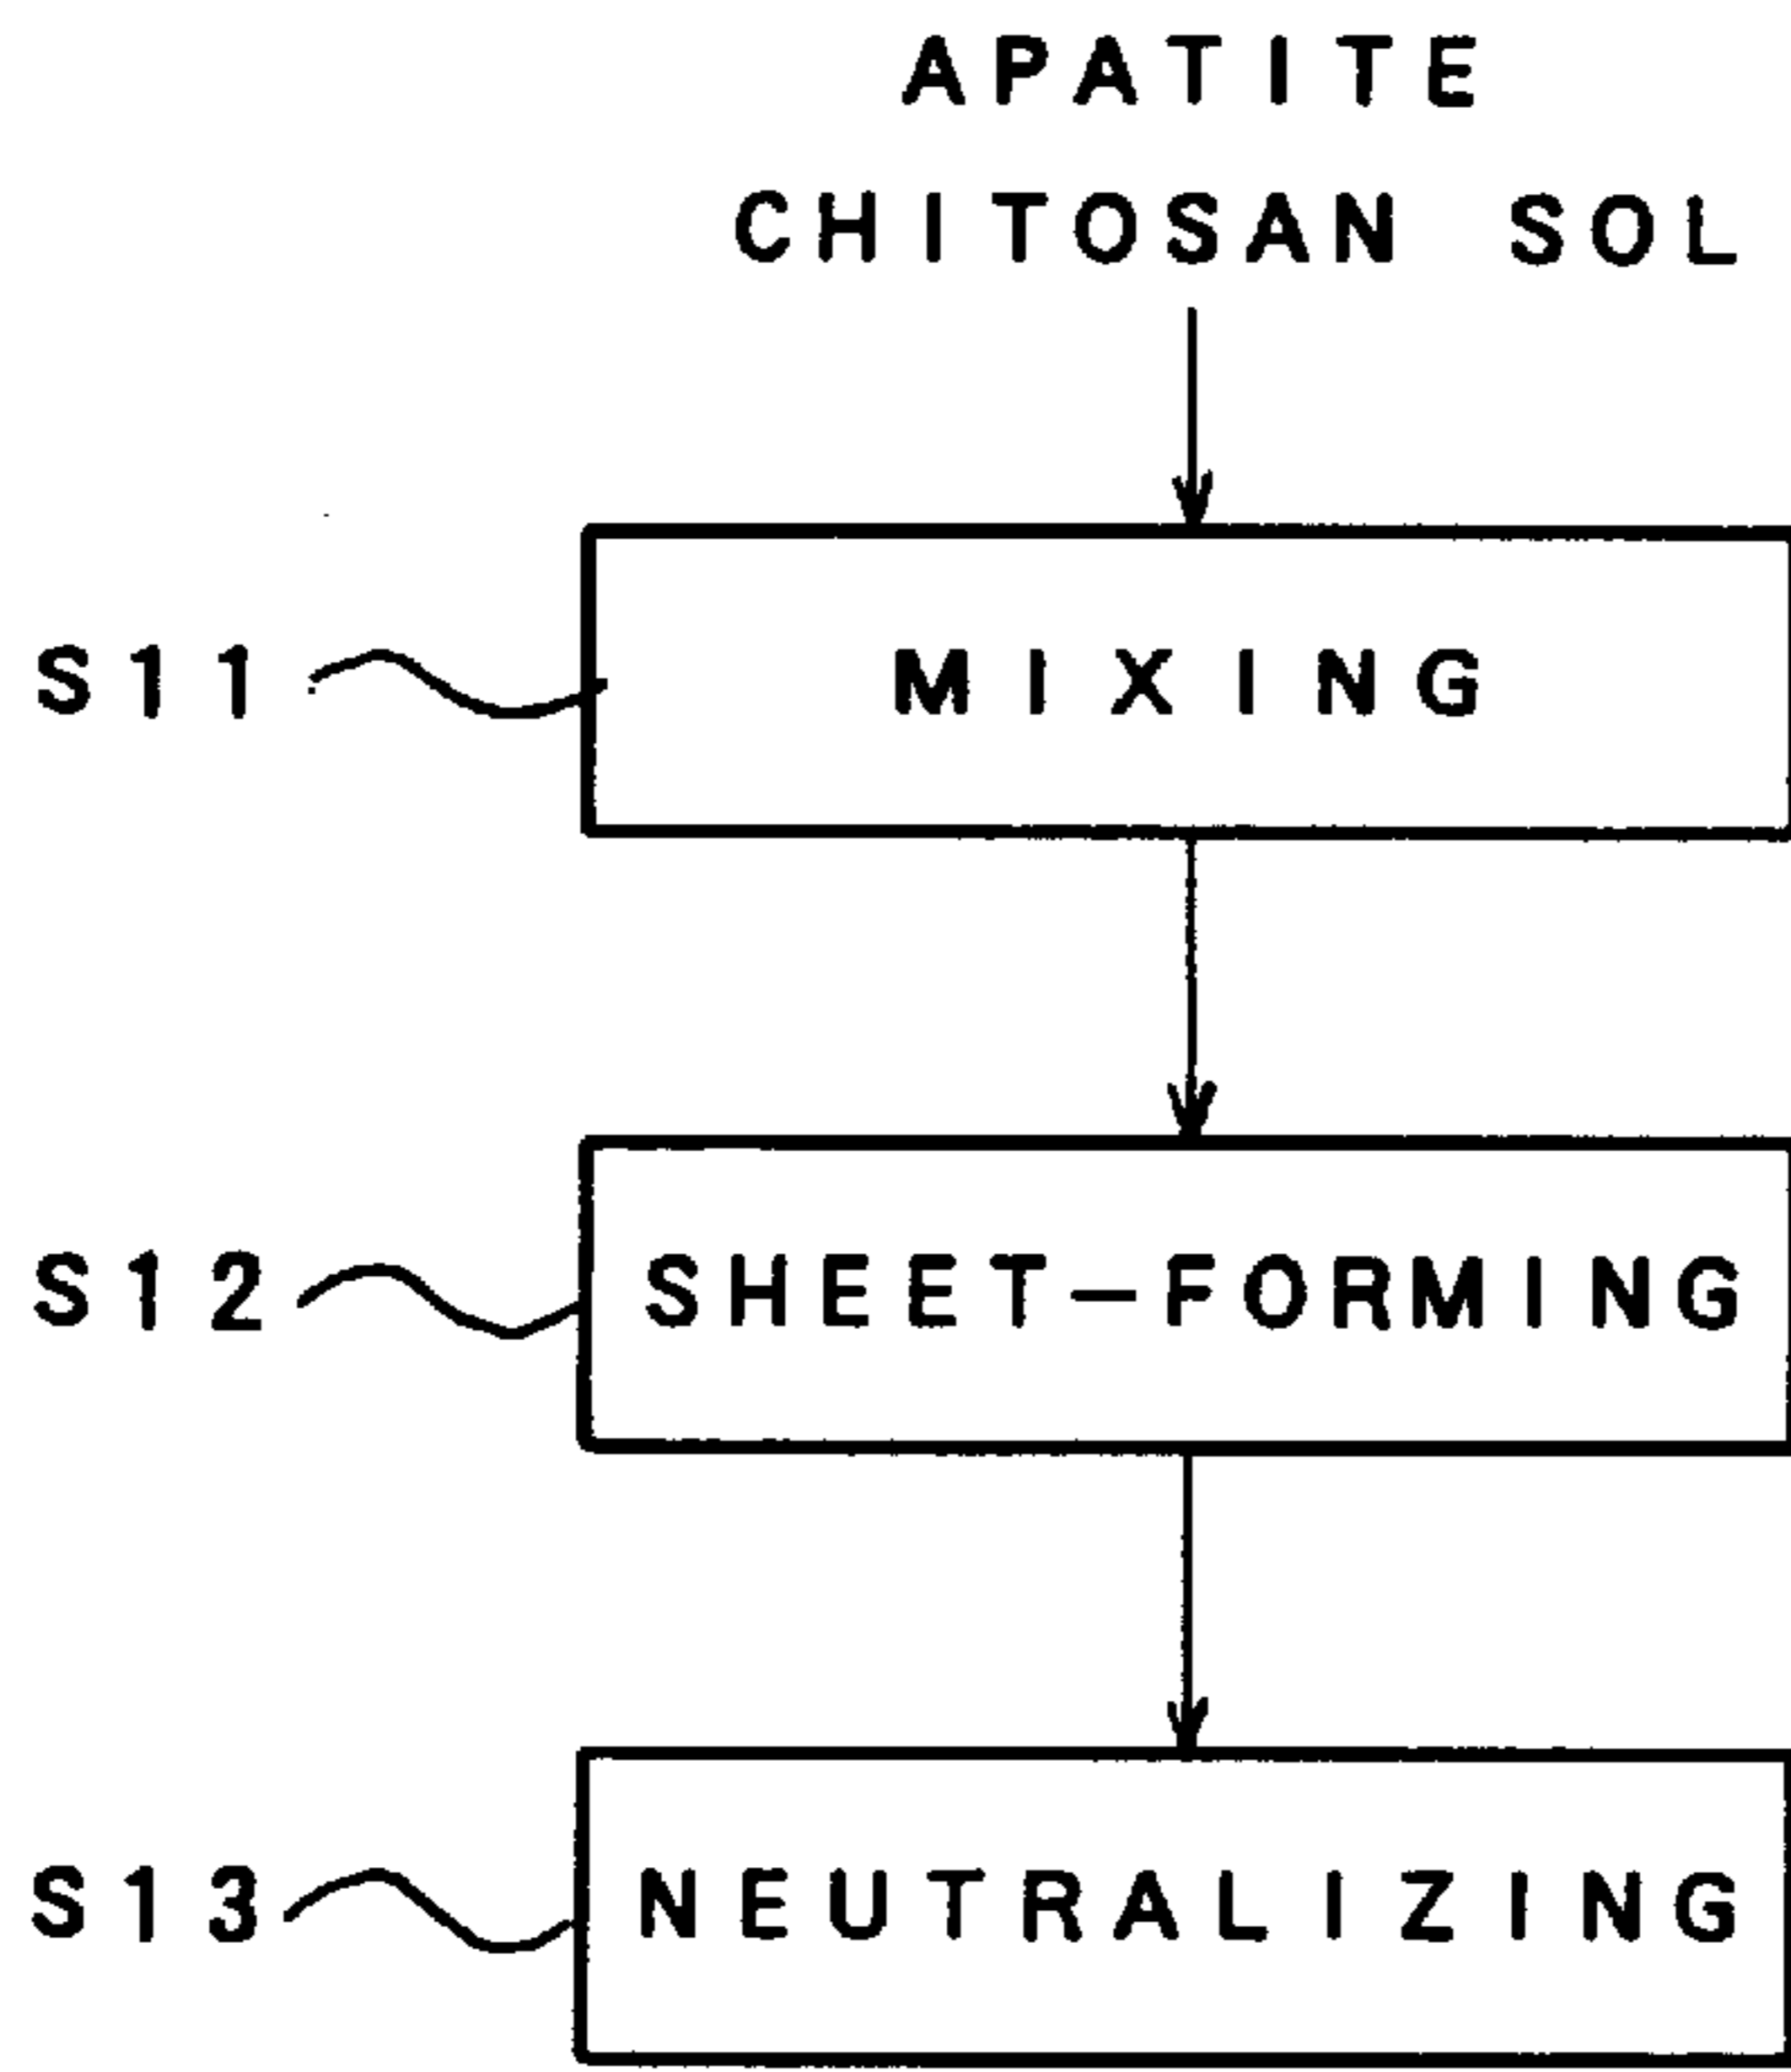 APATITE
CHITOSAN SOL
S11 MIXING
S12 SHEET-FORMING
S13 NEUTRALIZING